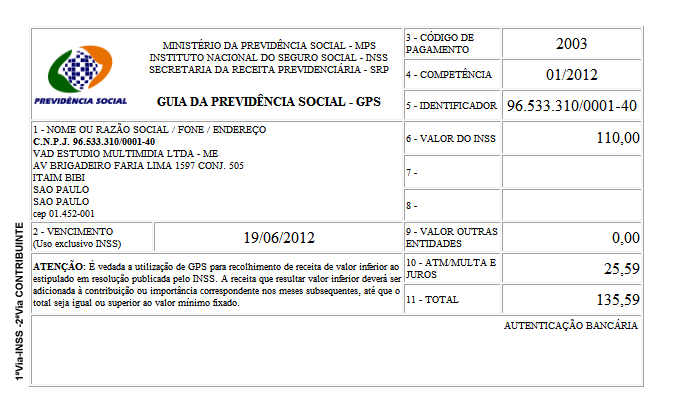 PREVIDÊNCIA SOCIAL
MINISTÉRIO DA PREVIDÊNCIA SOCIAL - MPS
INSTITUTO NACIONAL DO SEGURO SOCIAL - INSS
SECRETARIA DA RECEITA PREVIDENCIÁRIA - SRP
GUIA DA PREVIDÊNCIA SOCIAL - GPS
3 - CÓDIGO DE
PAGAMENTO
2003
4 - COMPETÊNCIA
01/2012
5 - IDENTIFICADOR
96.533.310/0001-40
1 - NOME OU RAZÃO SOCIAL / FONE / ENDEREÇO
C.N.P.J. 96.533.310/0001-40
VAD ESTUDIO MULTIMIDIA LTDA - ME
AV BRIGADEIRO FARIA LIMA 1597 CONJ. 505
ITAIM BIBI
SAO PAULO
SAO PAULO
cep 01.452-001
6 - VALOR DO INSS
110,00
7 -
8 -
2 - VENCIMENTO
(Uso exclusivo INSS)
19/06/2012
9 - VALOR OUTRAS
ENTIDADES
0,00
ATENÇÃO: É vedada a utilização de GPS para recolhimento de receita de valor inferior ao
estipulado em resolução publicada pelo INSS. A receita que resultar valor inferior deverá ser
adicionada à contribuição ou importância correspondente nos meses subsequentes, até que o
total seja igual ou superior ao valor mínimo fixado.
10 - ATM/MULTA E
JUROS
25,59
11 - TOTAL
135,59
AUTENTICAÇÃO BANCÁRIA
1ªVia-INSS -2ªVia CONTRIBUINTE